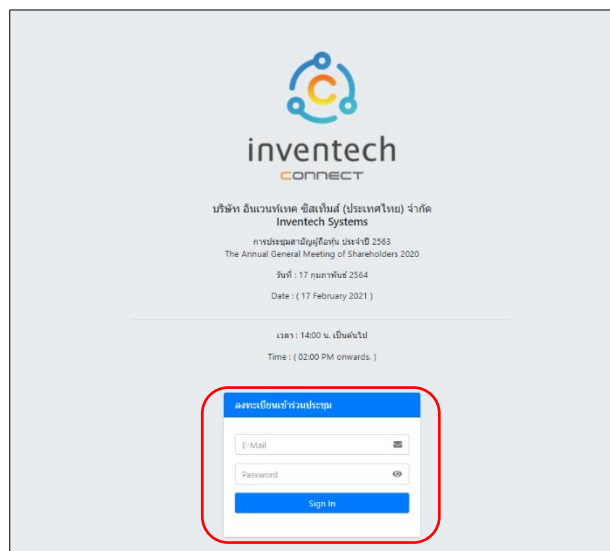 inventech
CONNECT
บริษัท อินเวนท์เทค ซิสเท็มส์ (ประเทศไทย) จำกัด
Inventech Systems
การประชุมสามัญผู้ถือหุ้น ประจำปี 2563
The Annual General Meeting of Shareholders 2020
วันที่ : 17 กุมภาพันธ์ 2564
Date : ( 17 February 2021 )
เวลา : 14:00 น. เป็นต้นไป
Time : ( 02:00 PM onwards. )
ลงทะเบียนเข้าร่วมประชุม
E-Mail
Password
Sign In